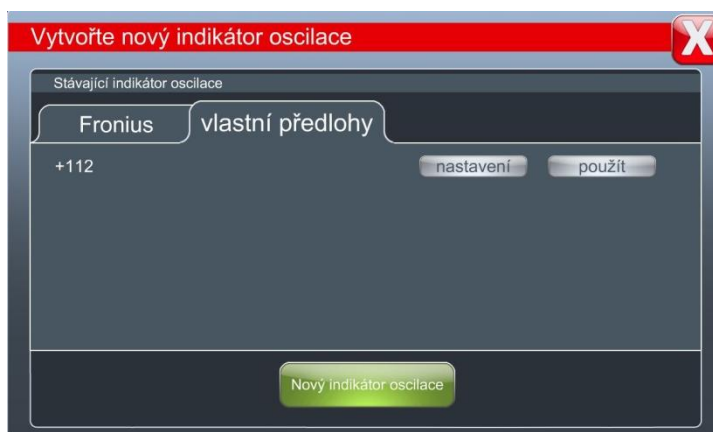 Vytvořte nový indikátor oscilace
X
Stávající indikátor oscilace
Fronius vlastní předlohy
+112 nastavení použít
Nový indikátor oscilace